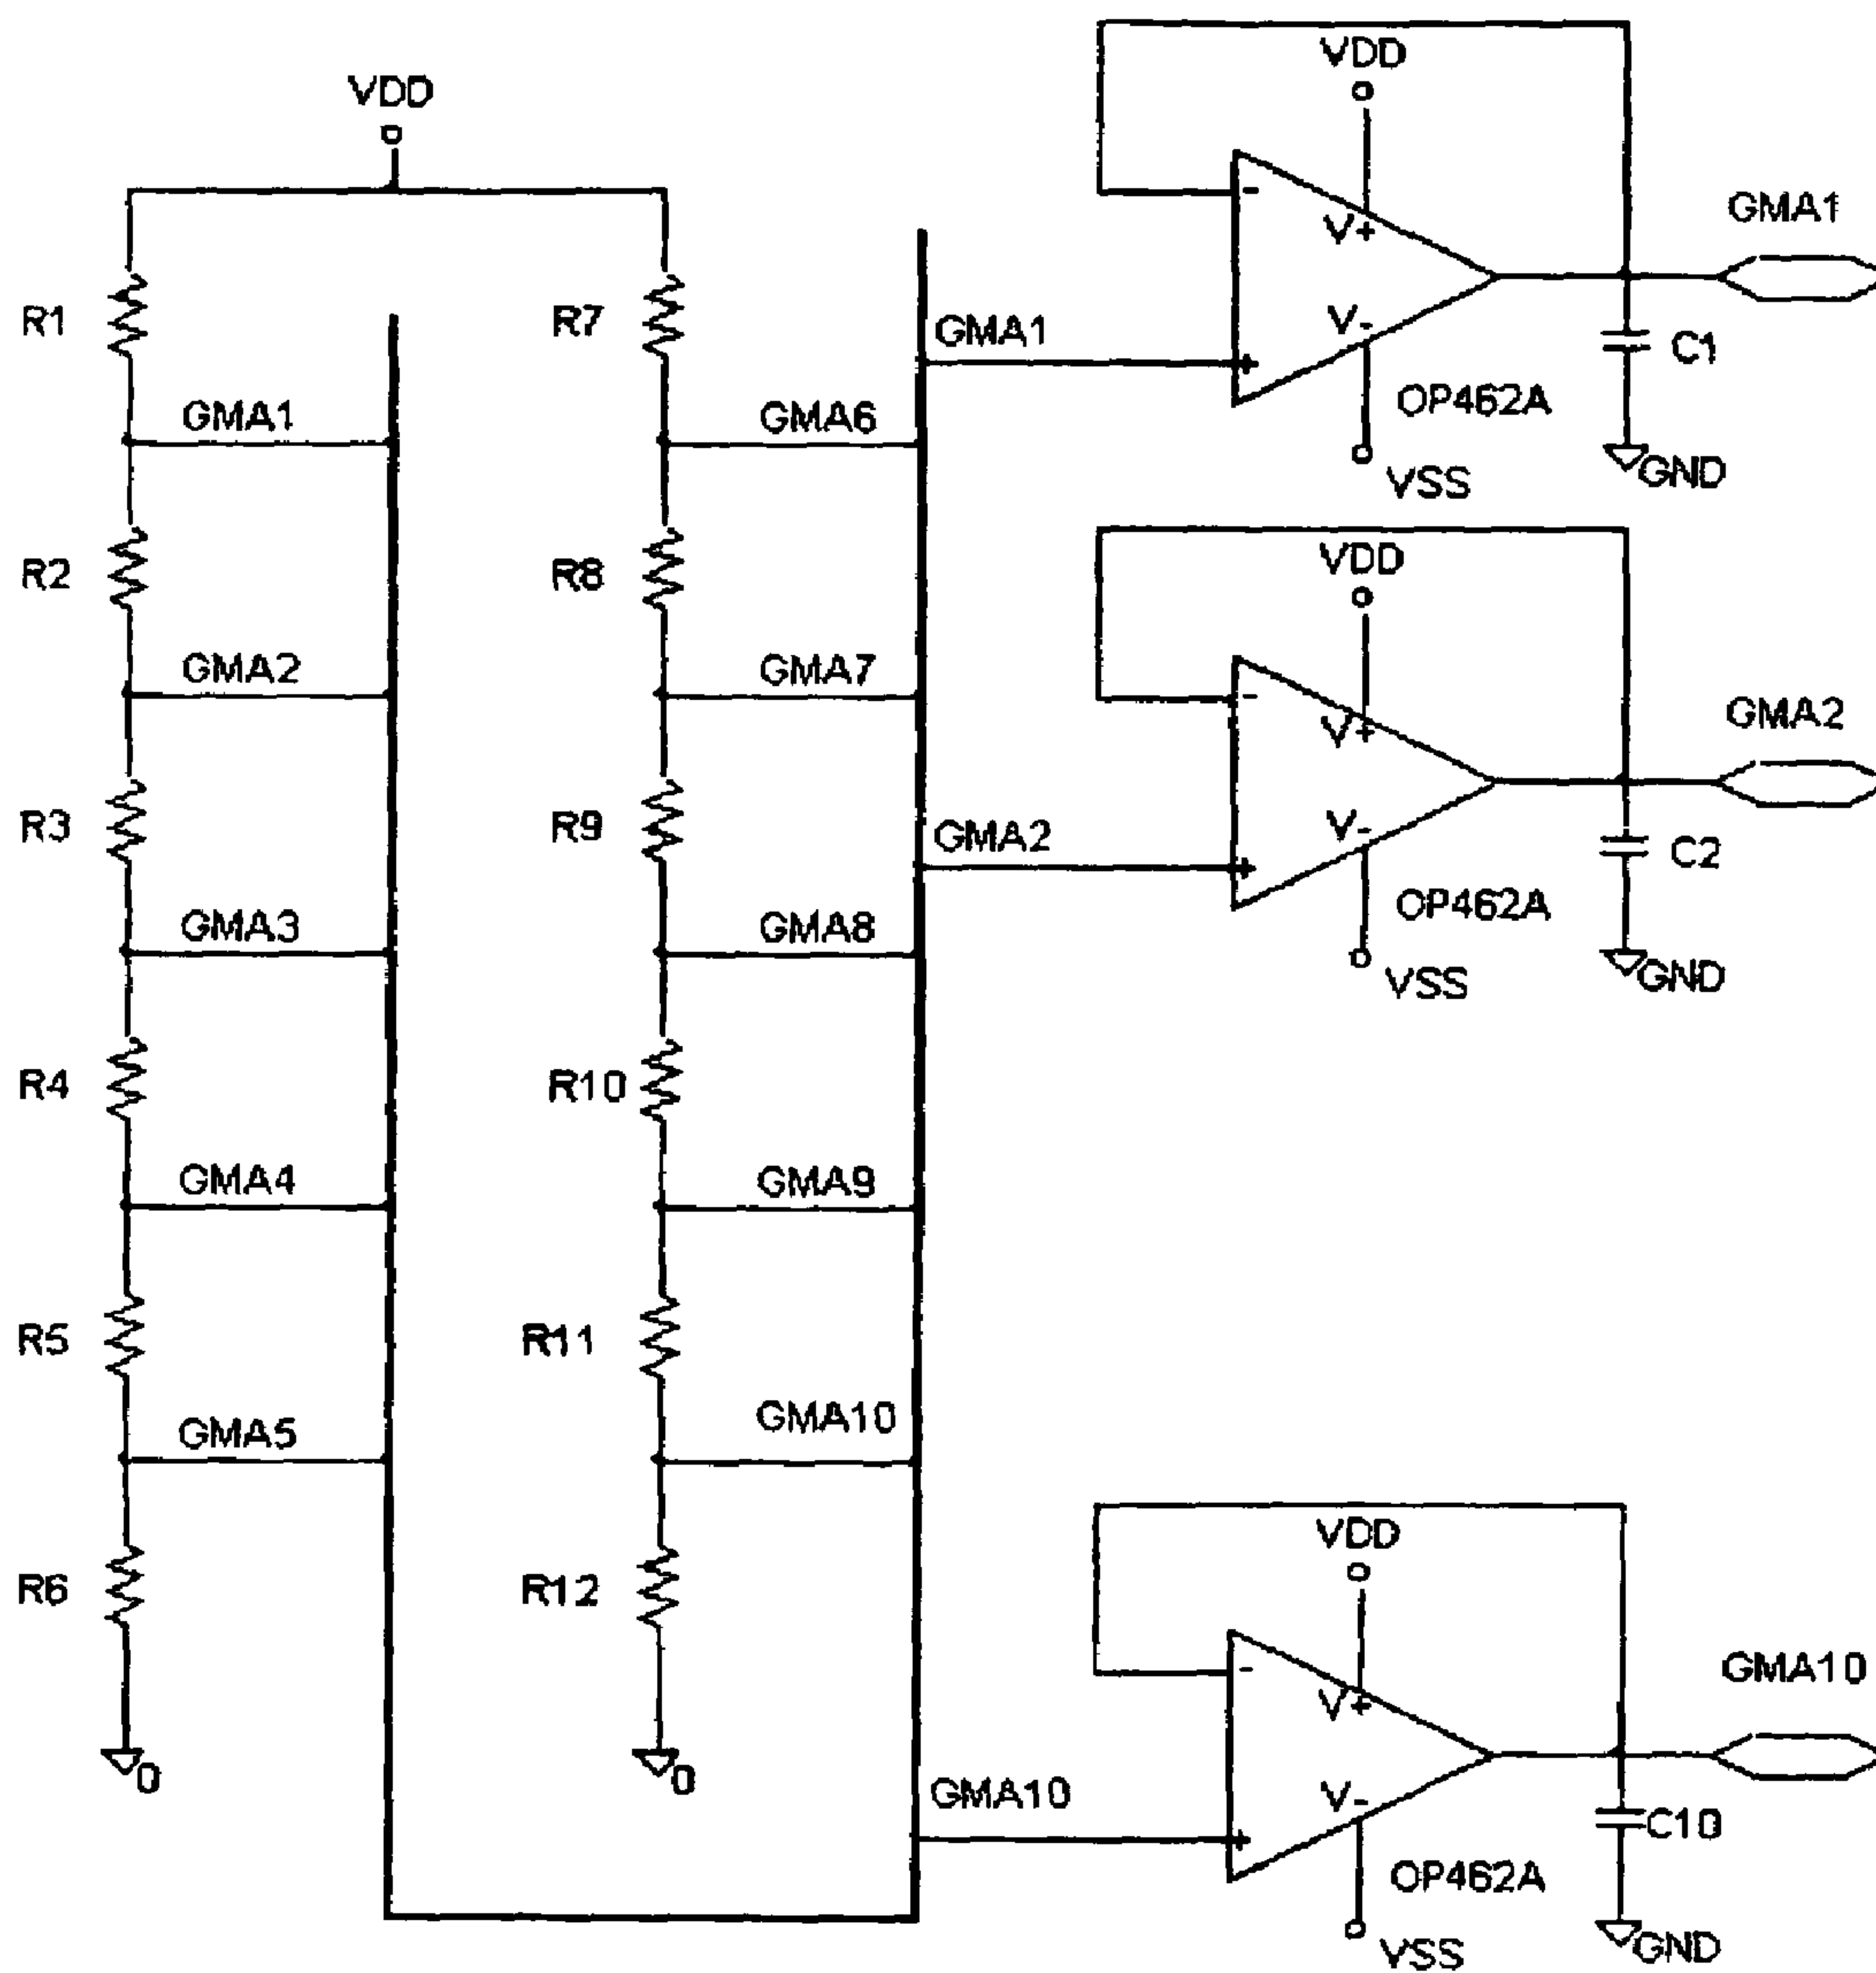 VDD
R1
GMA1
R2
GMA2
R3
GMA3
R4
GMA4
R5
GMA5
R6
0
R7
GMA6
R8
GMA7
R9
GMA8
R10
GMA9
R11
GMA10
R12
0
GMA1
VDD
-
V+
V-
+
OP462A
VSS
GMA1
C1
GND
GMA2
VDD
-
V+
V-
+
OP462A
VSS
GMA2
C2
GND
GMA10
VDD
-
V+
V-
+
OP462A
VSS
GMA10
C10
GND